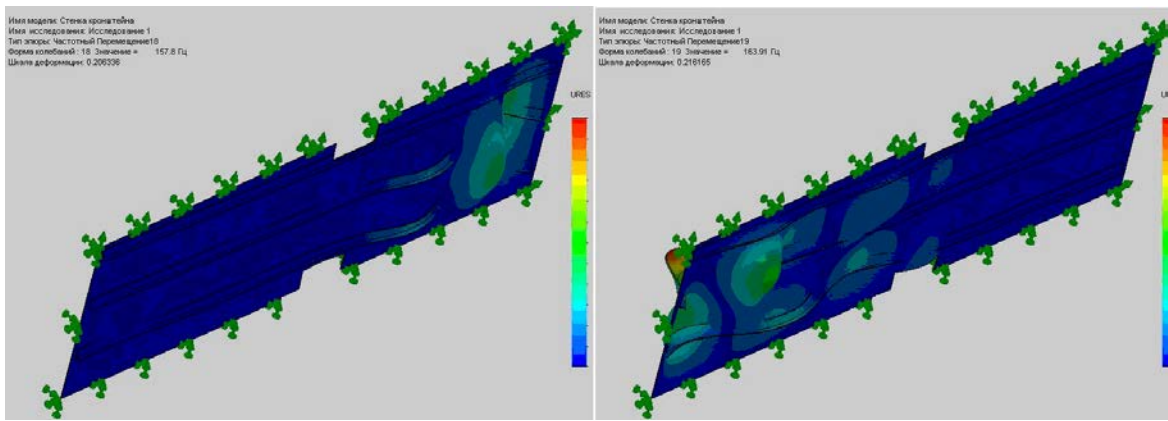 Имя модели: Стенка кронштейна
Имя исследования: Исследование 1
Тип эпюры: Частотный Перемещение18
Форма колебаний : 18 Значение = 157.8 Гц
Шкала деформации: 0.206336
URES
Имя модели: Стенка кронштейна
Имя исследования: Исследование 1
Тип эпюры: Частотный Перемещение19
Форма колебаний : 19 Значение = 163.91 Гц
Шкала деформации: 0.216165